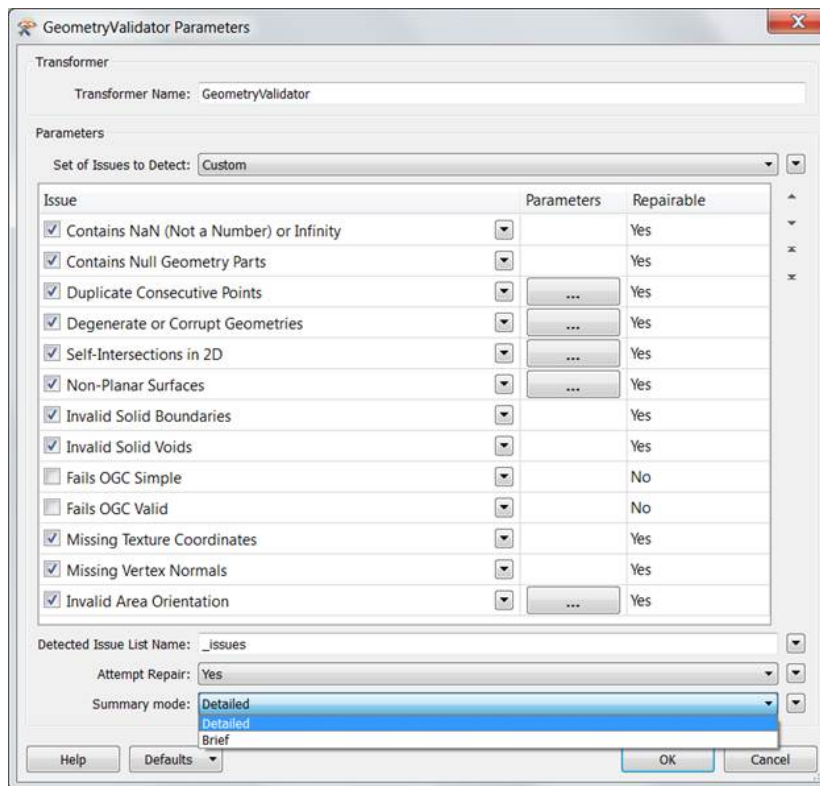 GeometryValidator Parameters
Transformer
Transformer Name: GeometryValidator
Parameters
Set of Issues to Detect: Custom
Issue Parameters Repairable
Contains NaN (Not a Number) or Infinity Yes
Contains Null Geometry Parts Yes
Duplicate Consecutive Points ... Yes
Degenerate or Corrupt Geometries ... Yes
Self-Intersections in 2D ... Yes
Non-Planar Surfaces ... Yes
Invalid Solid Boundaries Yes
Invalid Solid Voids Yes
Fails OGC Simple No
Fails OGC Valid No
Missing Texture Coordinates Yes
Missing Vertex Normals Yes
Invalid Area Orientation ... Yes
Detected Issue List Name: _issues
Attempt Repair: Yes
Summary mode: Detailed
Detailed
Brief
Help Defaults OK Cancel